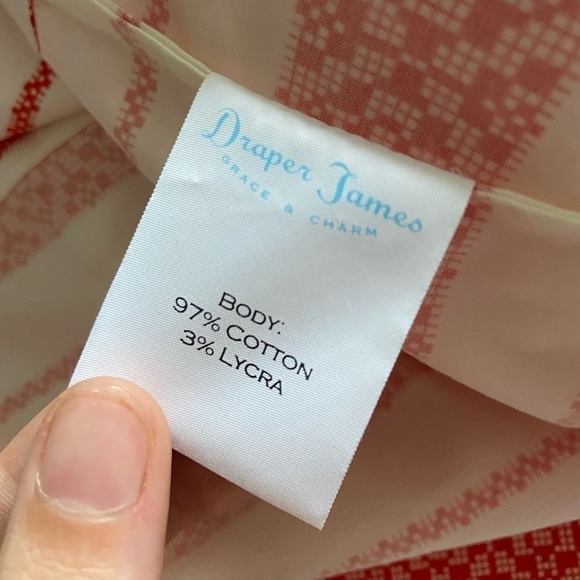 Draper James
GRACE & CHARM
BODY:
97% COTTON
3% LYCRA